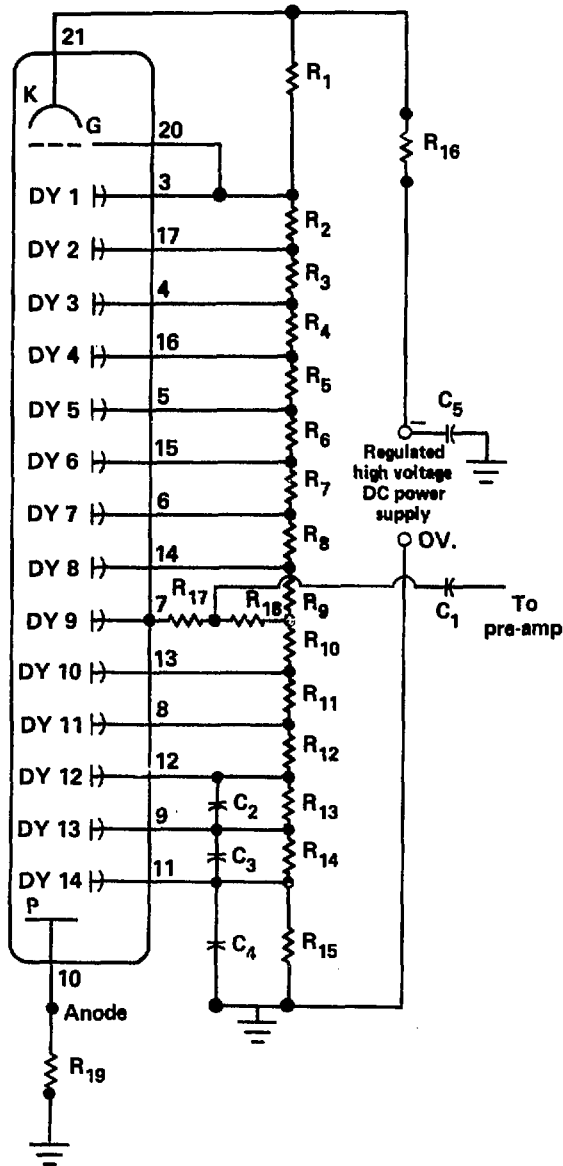 21
K
G
20
R1
R16
DY 1
3
R2
DY 2
17
R3
DY 3
4
R4
DY 4
16
R5
DY 5
5
R6
DY 6
15
R7
DY 7
6
R8
DY 8
14
C5
−
Regulated
high voltage
DC power
supply
OV.
DY 9
7
R17
R18
R9
C1
To
pre-amp
R10
DY 10
13
R11
DY 11
8
R12
DY 12
12
C2
R13
DY 13
9
C3
R14
DY 14
11
P
C4
R15
10
Anode
R19